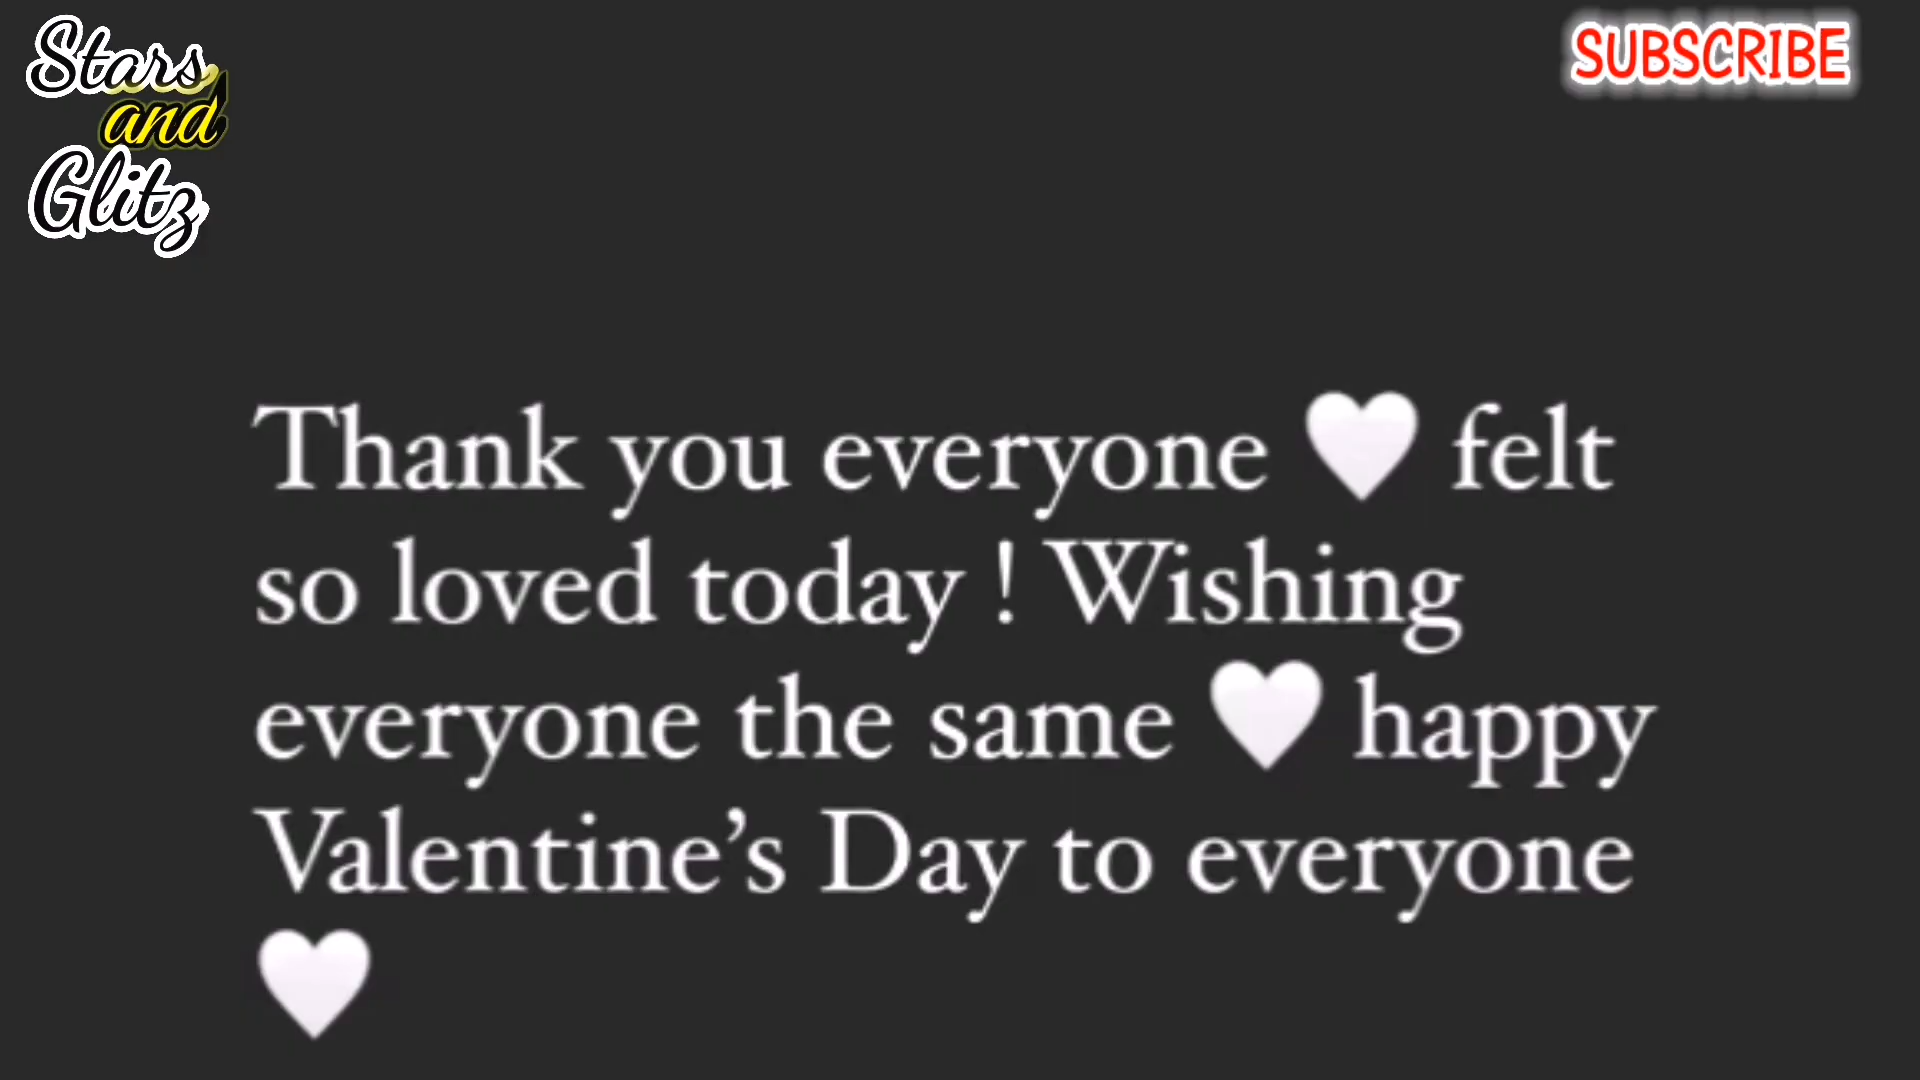 Stars
and
Glitz
SUBSCRIBE
Thank you everyone 🤍 felt
so loved today ! Wishing
everyone the same 🤍 happy
Valentine’s Day to everyone
🤍